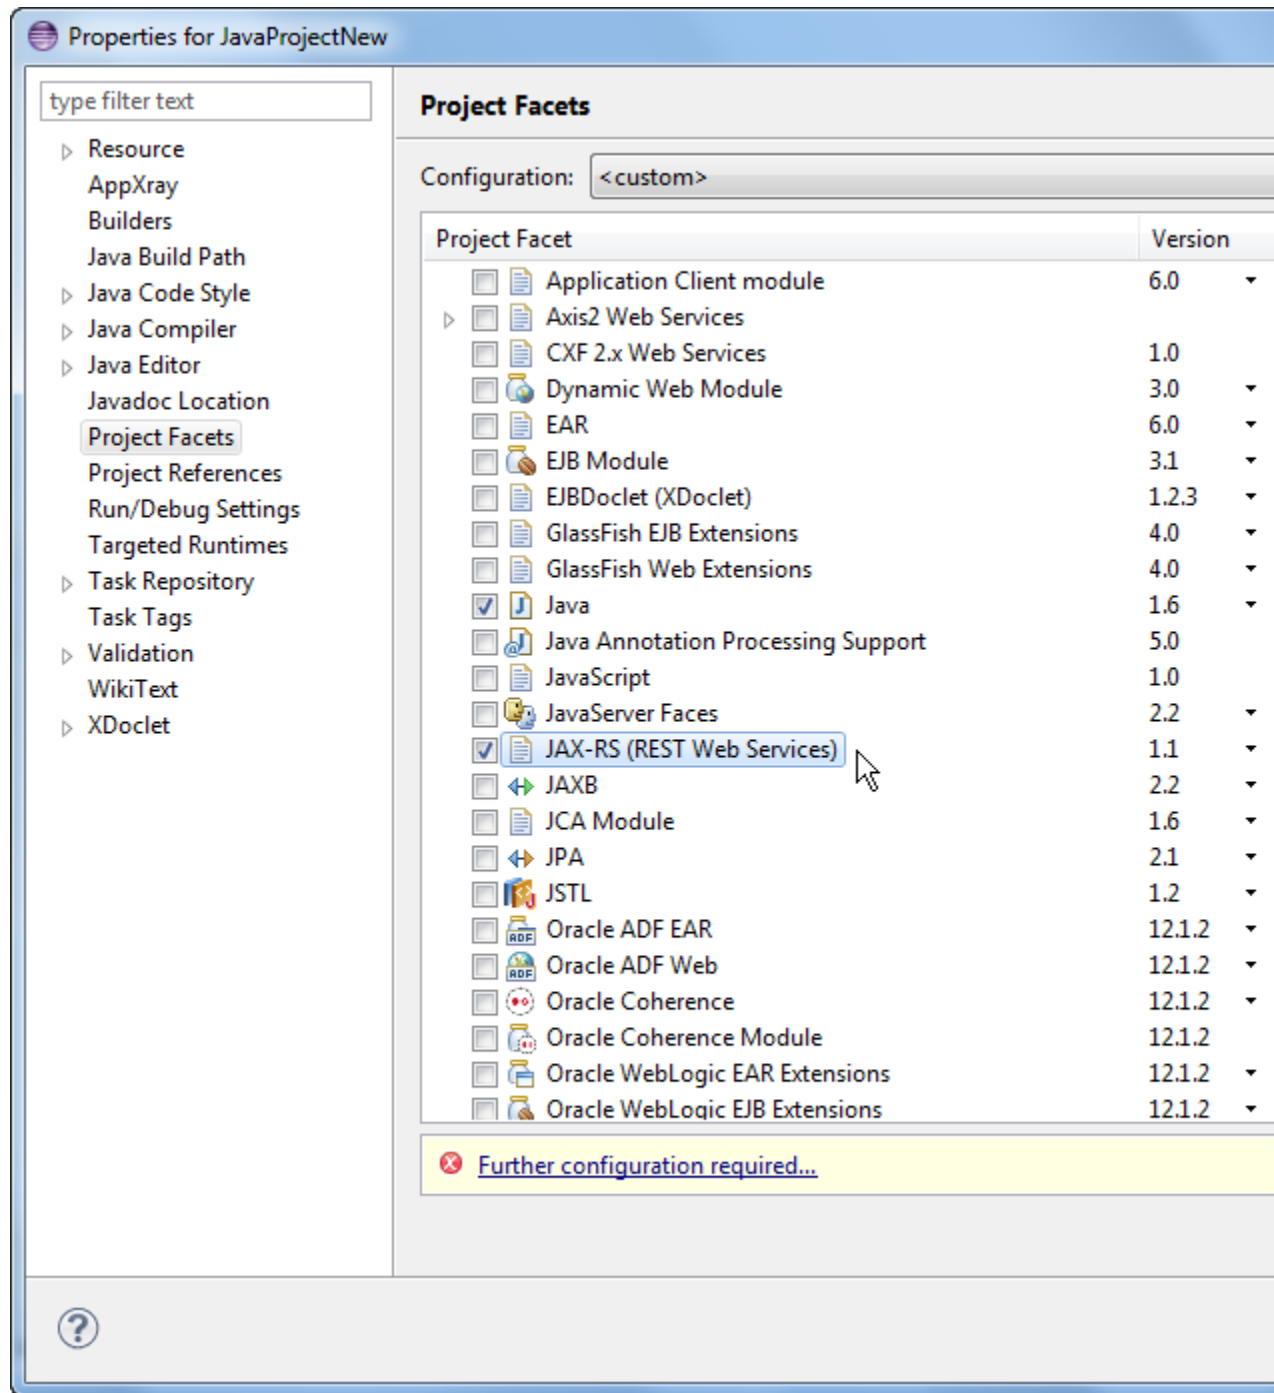 Properties for JavaProjectNew
type filter text
Resource
AppXray
Builders
Java Build Path
Java Code Style
Java Compiler
Java Editor
Javadoc Location
Project Facets
Project References
Run/Debug Settings
Targeted Runtimes
Task Repository
Task Tags
Validation
WikiText
XDoclet
Project Facets
Configuration: <custom>
Project Facet Version
Application Client module 6.0
Axis2 Web Services
CXF 2.x Web Services 1.0
Dynamic Web Module 3.0
EAR 6.0
EJB Module 3.1
EJBDoclet (XDoclet) 1.2.3
GlassFish EJB Extensions 4.0
GlassFish Web Extensions 4.0
Java 1.6
Java Annotation Processing Support 5.0
JavaScript 1.0
JavaServer Faces 2.2
JAX-RS (REST Web Services) 1.1
JAXB 2.2
JCA Module 1.6
JPA 2.1
JSTL 1.2
Oracle ADF EAR 12.1.2
Oracle ADF Web 12.1.2
Oracle Coherence 12.1.2
Oracle Coherence Module 12.1.2
Oracle WebLogic EAR Extensions 12.1.2
Oracle WebLogic EJB Extensions 12.1.2
Further configuration required...